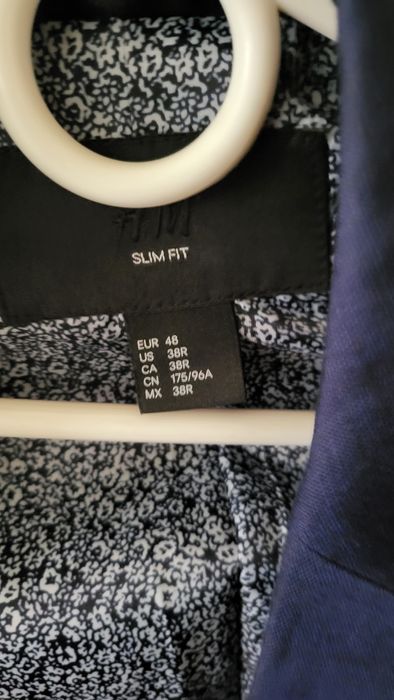 H&M
SLIM FIT
EUR 48
US 38R
CA 38R
CN 175/96A
MX 38R